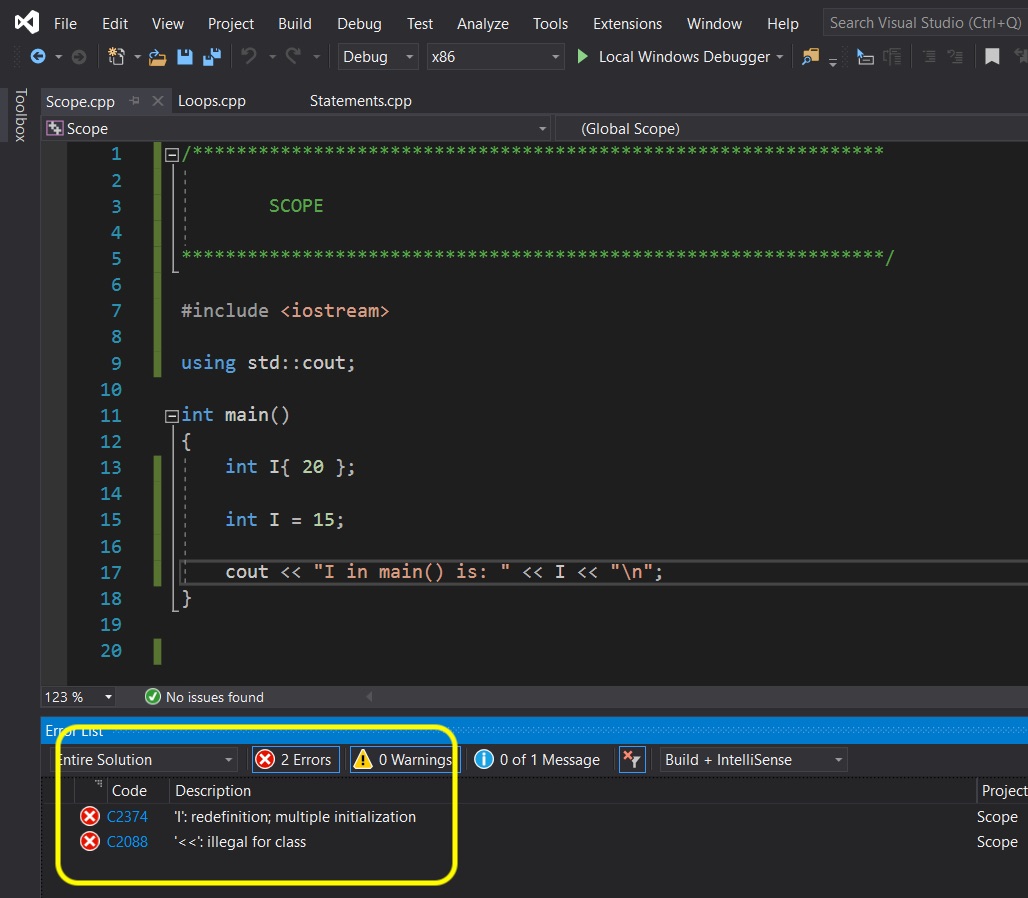 File Edit View Project Build Debug Test Analyze Tools Extensions Window Help Search Visual Studio (Ctrl+Q)
Debug x86 Local Windows Debugger
Toolbox
Scope.cpp Loops.cpp Statements.cpp
Scope (Global Scope)
1 /***************************************************************
2
3 SCOPE
4
5 ****************************************************************/
6
7 #include <iostream>
8
9 using std::cout;
10
11 int main()
12 {
13 int I{ 20 };
14
15 int I = 15;
16
17 cout << "I in main() is: " << I << "\n";
18 }
19
20
123 % No issues found
Error List
Entire Solution 2 Errors 0 Warnings 0 of 1 Message Build + IntelliSense
Code Description Project
C2374 'I': redefinition; multiple initialization Scope
C2088 '<<': illegal for class Scope